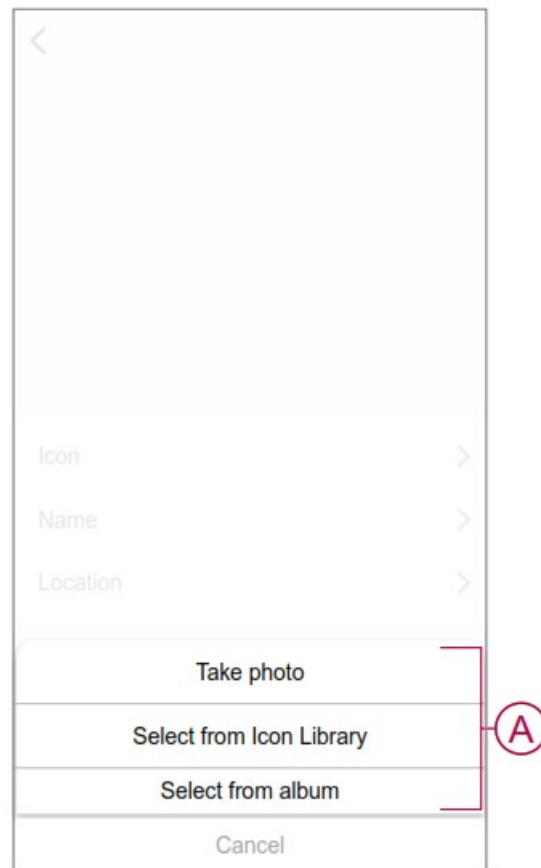 Icon
Name
Location
Take photo
Select from Icon Library
A
Select from album
Cancel